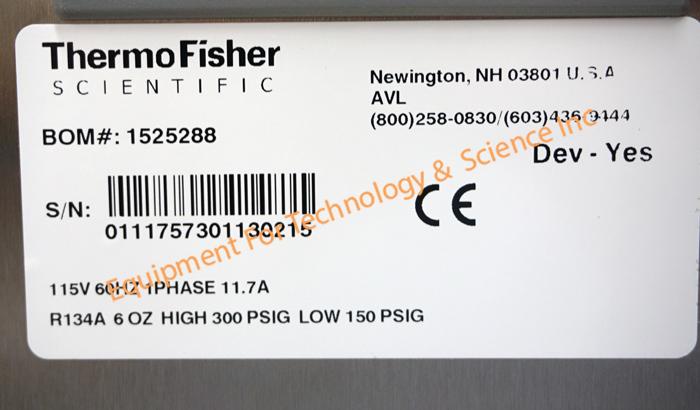 ThermoFisher
SCIENTIFIC
Newington, NH 03801 U.S.A
AVL
(800)258-0830/(603)436-9444
BOM#: 1525288
Dev - Yes
S/N:
0111757301130215
CE
115V 60HZ 1PHASE 11.7A
R134A 6 OZ HIGH 300 PSIG LOW 150 PSIG
Equipment For Technology & Science Inc